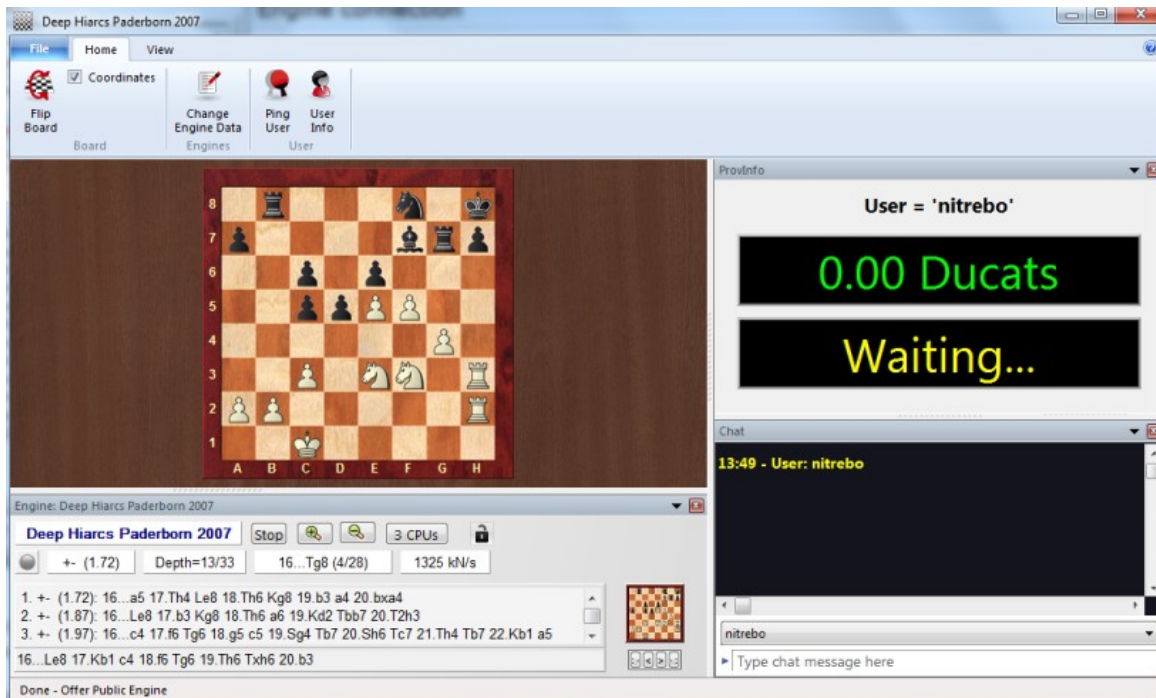 Engine connection
Deep Hiarcs Paderborn 2007
File Home View
Coordinates
Flip Board
Change Engine Data
Ping User
User Info
Board
Engines
User
8
7
6
5
4
3
2
1
A B C D E F G H
ProvInfo
User = 'nitrebo'
0.00 Ducats
Waiting...
Chat
13:49 - User: nitrebo
nitrebo
Type chat message here
Engine: Deep Hiarcs Paderborn 2007
Deep Hiarcs Paderborn 2007 Stop 3 CPUs
+- (1.72) Depth=13/33 16...Tg8 (4/28) 1325 kN/s
1. +- (1.72): 16...a5 17.Th4 Le8 18.Th6 Kg8 19.b3 a4 20.bxa4
2. +- (1.87): 16...Le8 17.b3 Kg8 18.Th6 a6 19.Kd2 Tbb7 20.T2h3
3. +- (1.97): 16...c4 17.f6 Tg6 18.g5 c5 19.Sg4 Tb7 20.Sh6 Tc7 21.Th4 Tb7 22.Kb1 a5
16...Le8 17.Kb1 c4 18.f6 Tg6 19.Th6 Txh6 20.b3
Done - Offer Public Engine